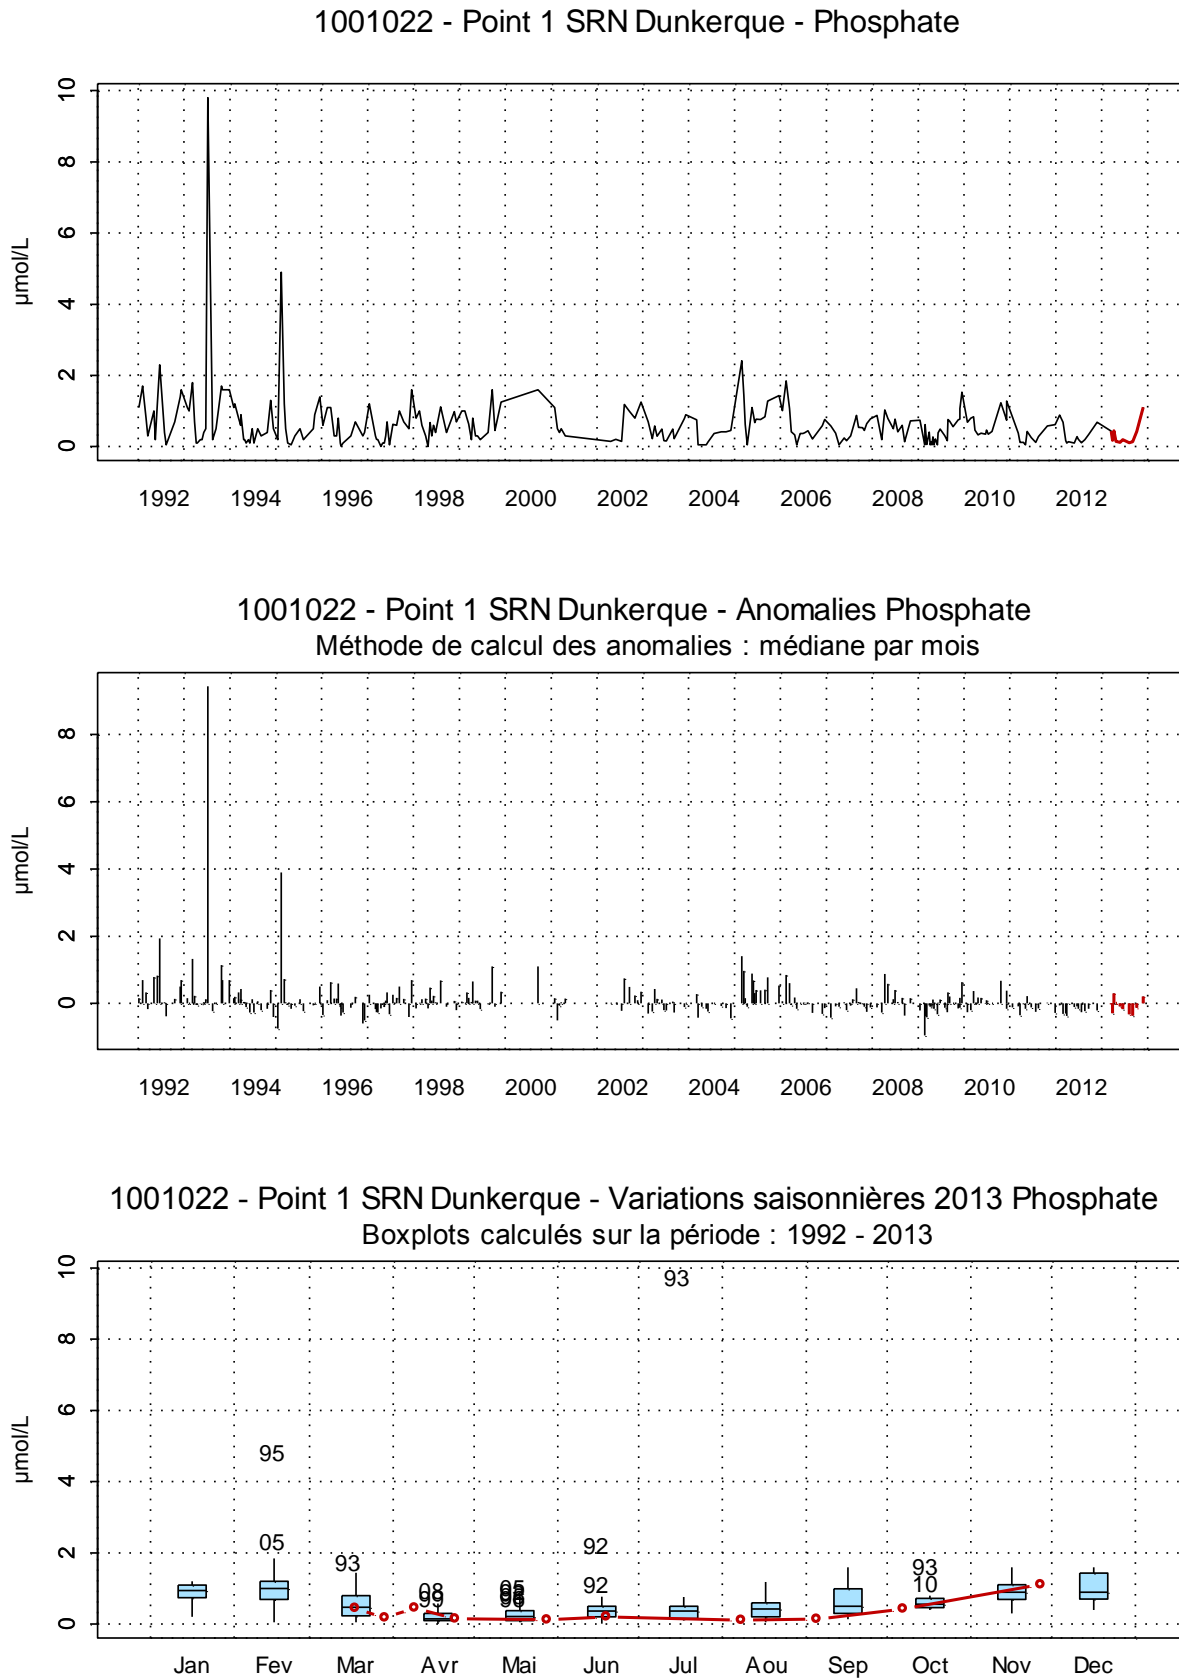 1001022 - Point 1 SRN Dunkerque - Phosphate
10
8
6
4
2
0
µmol/L
1992 1994 1996 1998 2000 2002 2004 2006 2008 2010 2012
1001022 - Point 1 SRN Dunkerque - Anomalies Phosphate
Méthode de calcul des anomalies : médiane par mois
8
6
4
2
0
µmol/L
1992 1994 1996 1998 2000 2002 2004 2006 2008 2010 2012
1001022 - Point 1 SRN Dunkerque - Variations saisonnières 2013 Phosphate
Boxplots calculés sur la période : 1992 - 2013
10
8
6
4
2
0
µmol/L
93
95
05
93
92
92
93
10
08
99
05
Jan Fev Mar Avr Mai Jun Jul Aou Sep Oct Nov Dec